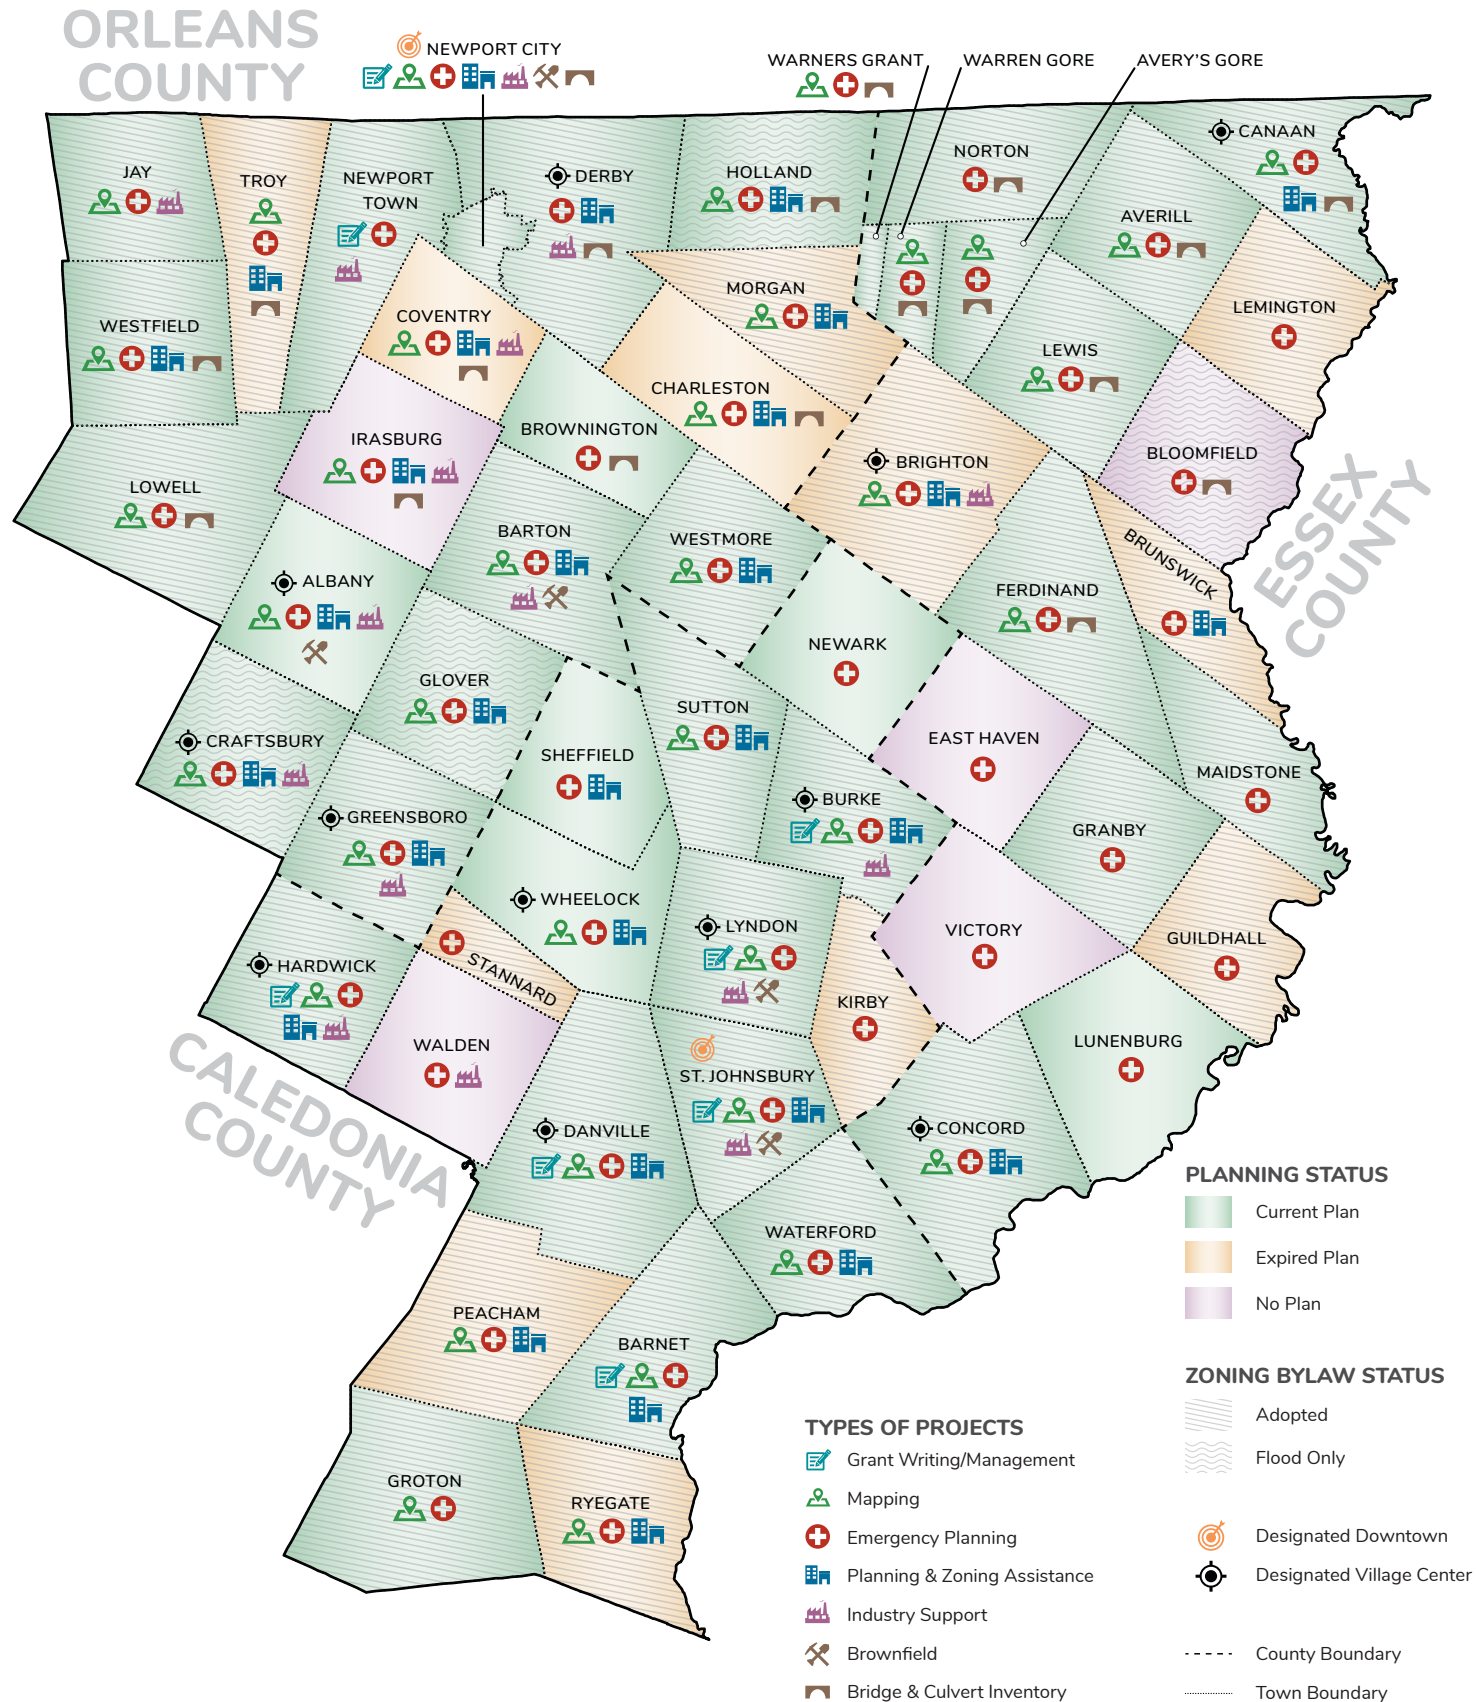 ORLEANS
COUNTY
NEWPORT CITY
WARNERS GRANT
WARREN GORE
AVERY'S GORE
CANAAN
JAY
TROY
NEWPORT
TOWN
DERBY
HOLLAND
NORTON
AVERILL
LEMINGTON
WESTFIELD
COVENTRY
MORGAN
CHARLESTON
LEWIS
IRASBURG
BROWNINGTON
BRIGHTON
BLOOMFIELD
LOWELL
ESSEX
COUNTY
BARTON
WESTMORE
BRUNSWICK
ALBANY
FERDINAND
NEWARK
GLOVER
SUTTON
CRAFTSBURY
SHEFFIELD
EAST HAVEN
MAIDSTONE
GREENSBORO
BURKE
GRANBY
WHEELOCK
LYNDON
VICTORY
GUILDHALL
HARDWICK
STANNARD
KIRBY
WALDEN
LUNENBURG
ST. JOHNSBURY
CALEDONIA
COUNTY
DANVILLE
CONCORD
WATERFORD
PEACHAM
BARNET
GROTON
RYEGATE
PLANNING STATUS
Current Plan
Expired Plan
No Plan
ZONING BYLAW STATUS
Adopted
Flood Only
Designated Downtown
Designated Village Center
County Boundary
Town Boundary
TYPES OF PROJECTS
Grant Writing/Management
Mapping
Emergency Planning
Planning & Zoning Assistance
Industry Support
Brownfield
Bridge & Culvert Inventory